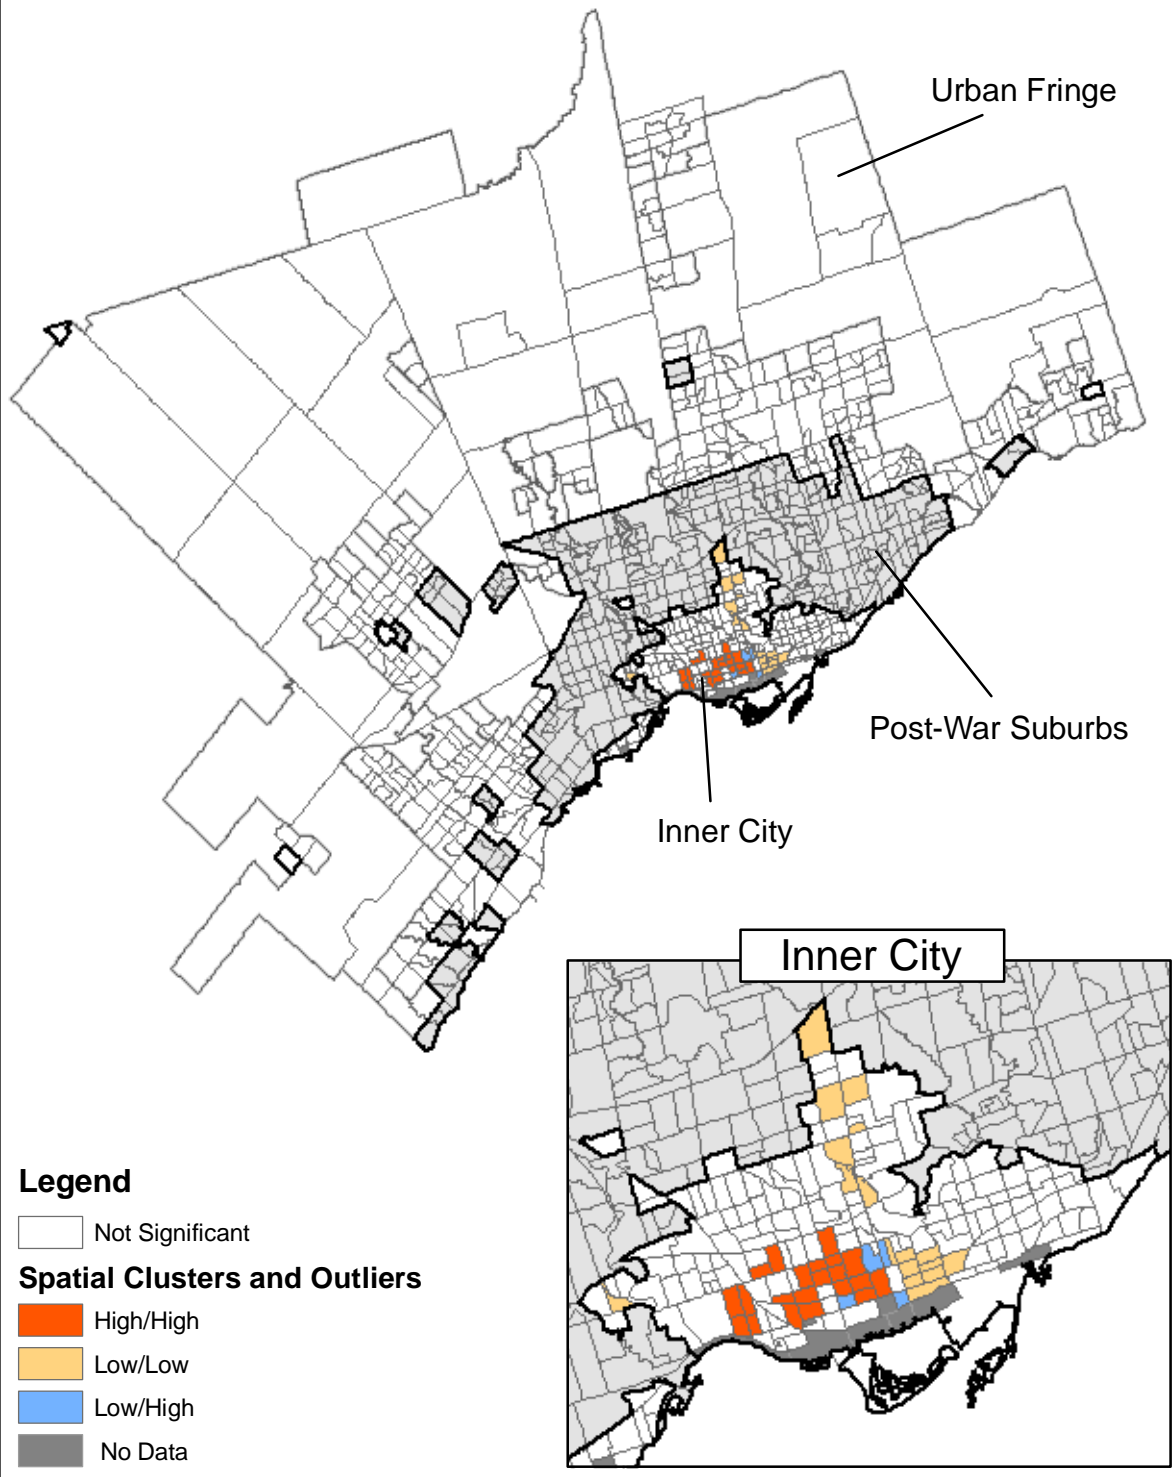 Urban Fringe
Post-War Suburbs
Inner City
Inner City
Legend
Not Significant
Spatial Clusters and Outliers
High/High
Low/Low
Low/High
No Data